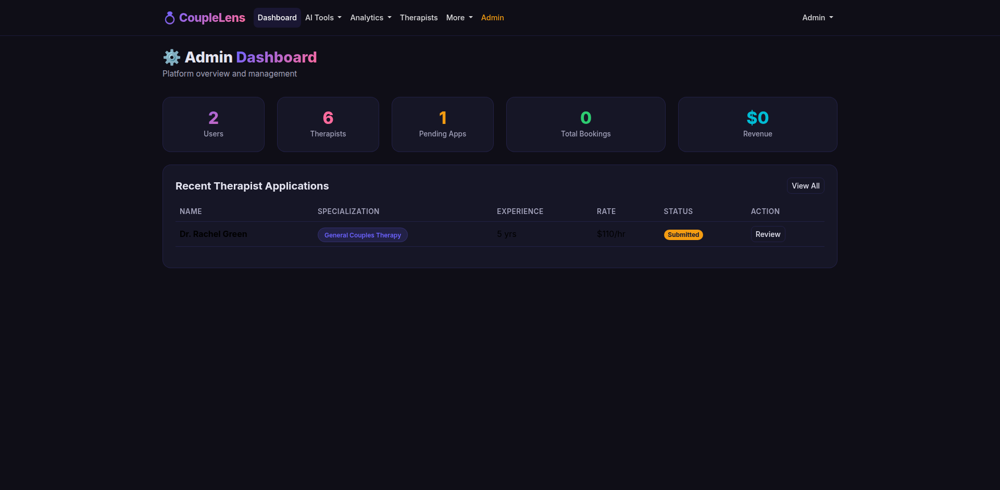 CoupleLens Dashboard AI Tools Analytics Therapists More Admin Admin
Admin Dashboard
Platform overview and management
2 6 1 0 $0
Users Therapists Pending Apps Total Bookings Revenue
Recent Therapist Applications View All
NAME SPECIALIZATION EXPERIENCE RATE STATUS ACTION
Dr. Rachel Green General Couples Therapy 5 yrs $110/hr Submitted Review